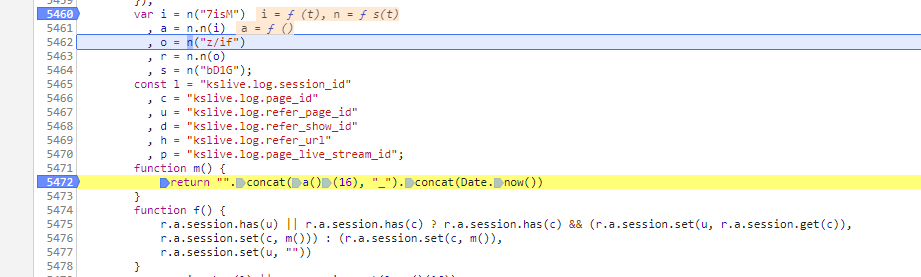 });
5460 var i = n("7isM") i = ƒ (t), n = ƒ s(t)
5461 , a = n.n(i) a = ƒ ()
5462 , o = n("z/if")
5463 , r = n.n(o)
5464 , s = n("bD1G");
5465 const l = "kslive.log.session_id"
5466 , c = "kslive.log.page_id"
5467 , u = "kslive.log.refer_page_id"
5468 , d = "kslive.log.refer_show_id"
5469 , h = "kslive.log.refer_url"
5470 , p = "kslive.log.page_live_stream_id";
5471 function m() {
5472 return "".concat(a()(16), "_").concat(Date.now())
5473 }
5474 function f() {
5475 r.a.session.has(u) || r.a.session.has(c) ? r.a.session.has(c) && (r.a.session.set(u, r.a.session.get(c)),
5476 r.a.session.set(c, m())) : (r.a.session.set(c, m()),
5477 r.a.session.set(u, ""))
5478 }